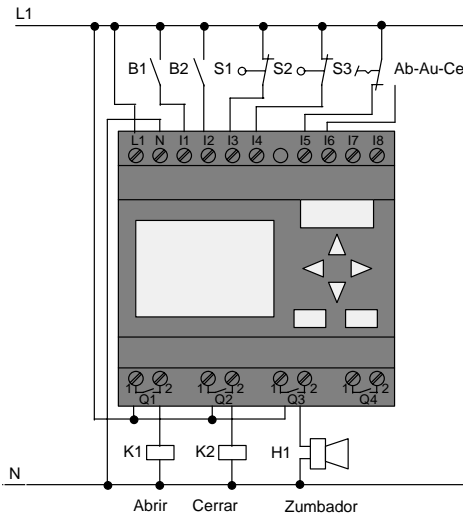 L1
B1 B2 S1 S2 S3 Ab-Au-Ce
L1 N I1 I2 I3 I4 I5 I6 I7 I8
1 2 1 2 1 2 1 2
Q1 Q2 Q3 Q4
K1 K2 H1
N
Abrir Cerrar Zumbador